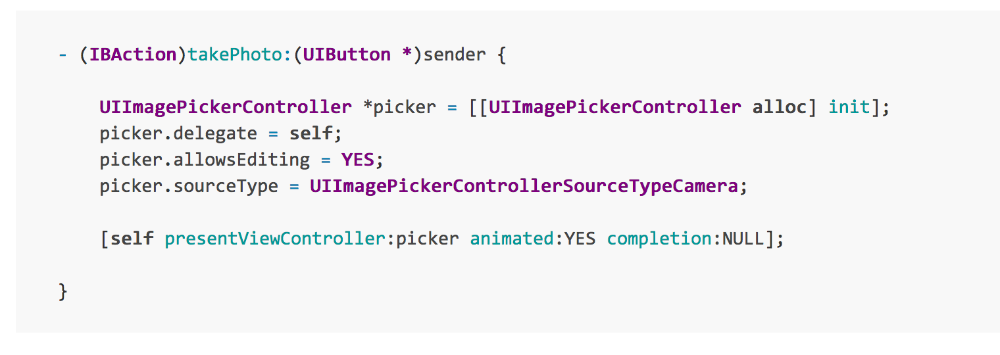 - (IBAction)takePhoto:(UIButton *)sender {
UIImagePickerController *picker = [[UIImagePickerController alloc] init];
picker.delegate = self;
picker.allowsEditing = YES;
picker.sourceType = UIImagePickerControllerSourceTypeCamera;
[self presentViewController:picker animated:YES completion:NULL];
}